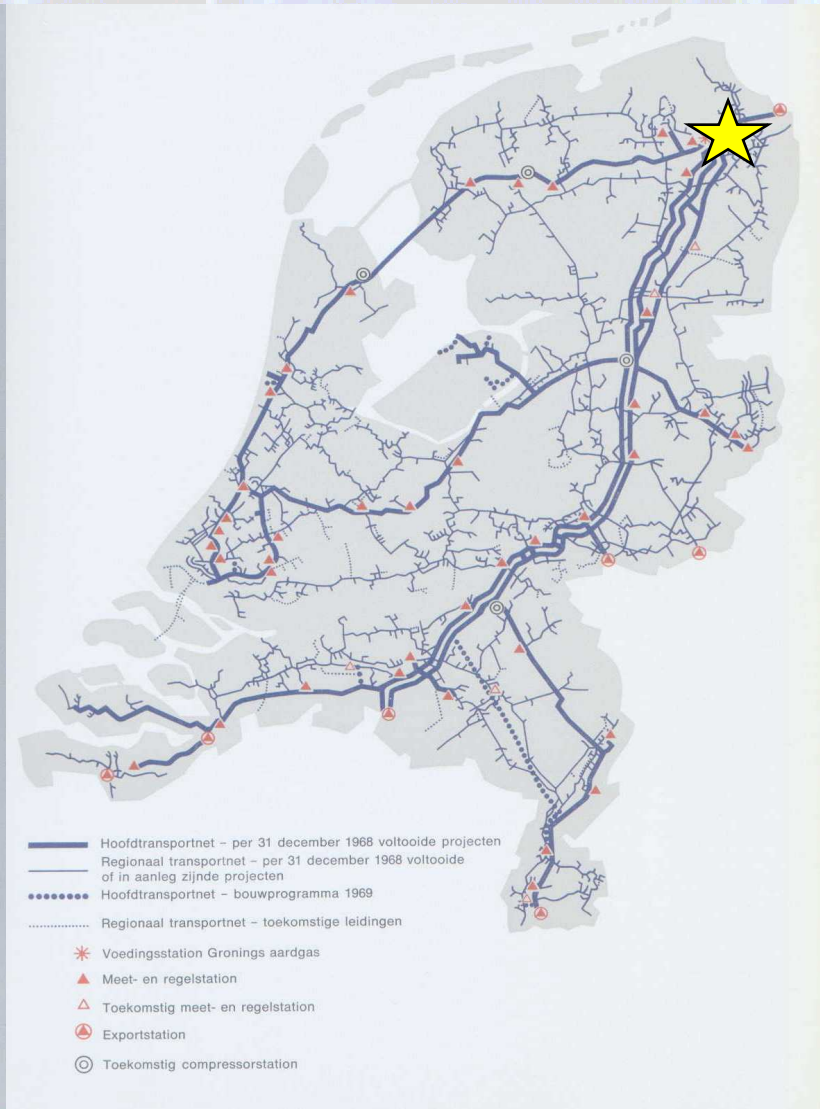 Hoofdtransportnet – per 31 december 1968 voltooide projecten
Regionaal transportnet – per 31 december 1968 voltooide
of in aanleg zijnde projecten
Hoofdtransportnet – bouwprogramma 1969
Regionaal transportnet – toekomstige leidingen
Voedingsstation Gronings aardgas
Meet- en regelstation
Toekomstig meet- en regelstation
Exportstation
Toekomstig compressorstation